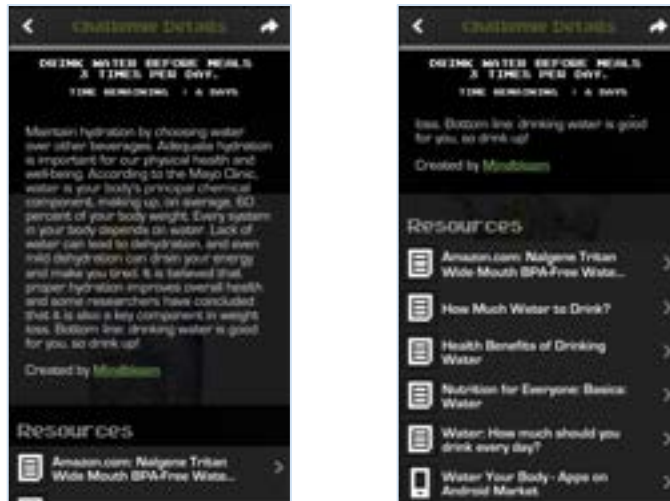 Challenge Details
DRINK WATER BEFORE MEALS
3 TIMES PER DAY.
TIME REMAINING : 6 DAYS
Maintain hydration by choosing water
over other beverages. Adequate hydration
is important for our physical health and
well-being. According to the Mayo Clinic,
water is your body's principal chemical
component, making up, on average, 60
percent of your body weight. Every system
in your body depends on water. Lack of
water can lead to dehydration, and even
mild dehydration can drain your energy
and make you tired. It is believed that
proper hydration improves overall health
and some researchers have concluded
that it is also a key component in weight
loss. Bottom line: drinking water is good
for you, so drink up!
Created by Mindbloom
Resources
Amazon.com: Nalgene Tritan
Wide Mouth BPA-Free Wate...
Challenge Details
DRINK WATER BEFORE MEALS
3 TIMES PER DAY.
TIME REMAINING : 6 DAYS
loss. Bottom line: drinking water is good
for you, so drink up!
Created by Mindbloom
Resources
Amazon.com: Nalgene Tritan
Wide Mouth BPA-Free Wate...
How Much Water to Drink?
Health Benefits of Drinking
Water
Nutrition for Everyone: Basics:
Water
Water: How much should you
drink every day?
Water Your Body - Apps on
Android Market